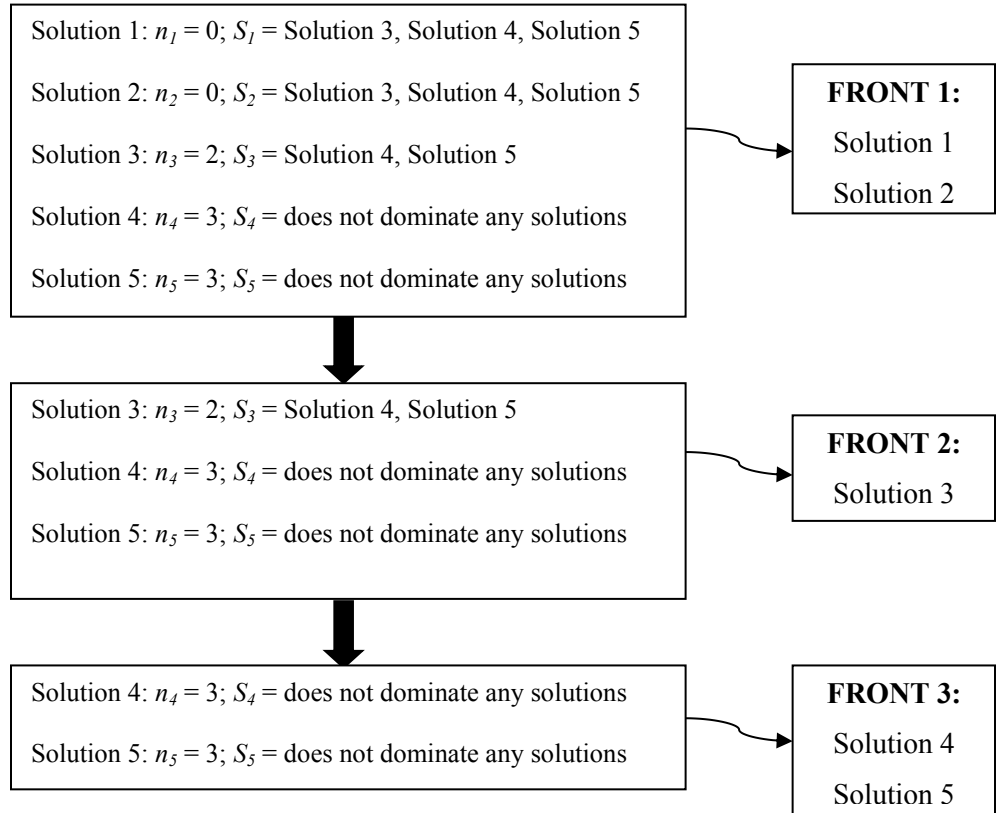 Solution 1: n1 = 0; S1 = Solution 3, Solution 4, Solution 5
Solution 2: n2 = 0; S2 = Solution 3, Solution 4, Solution 5
Solution 3: n3 = 2; S3 = Solution 4, Solution 5
Solution 4: n4 = 3; S4 = does not dominate any solutions
Solution 5: n5 = 3; S5 = does not dominate any solutions
FRONT 1:
Solution 1
Solution 2
Solution 3: n3 = 2; S3 = Solution 4, Solution 5
Solution 4: n4 = 3; S4 = does not dominate any solutions
Solution 5: n5 = 3; S5 = does not dominate any solutions
FRONT 2:
Solution 3
Solution 4: n4 = 3; S4 = does not dominate any solutions
Solution 5: n5 = 3; S5 = does not dominate any solutions
FRONT 3:
Solution 4
Solution 5